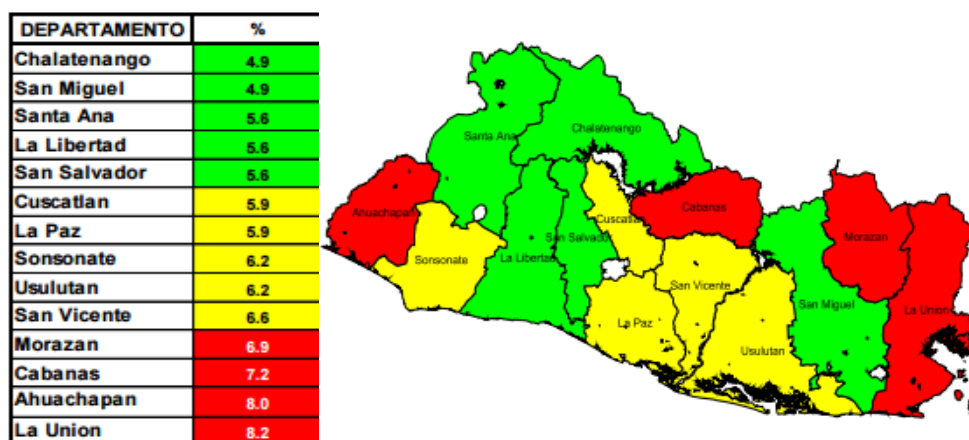 DEPARTAMENTO %
Chalatenango 4.9
San Miguel 4.9
Santa Ana 5.6
La Libertad 5.6
San Salvador 5.6
Cuscatlan 5.9
La Paz 5.9
Sonsonate 6.2
Usulutan 6.2
San Vicente 6.6
Morazan 6.9
Cabanas 7.2
Ahuachapan 8.0
La Union 8.2
Chalatenango
Santa Ana
Cabanas
Ahuachapan
Cuscatlan
Morazan
San Salvador
Sonsonate
La Libertad
San Vicente
San Miguel
La Union
La Paz
Usulutan